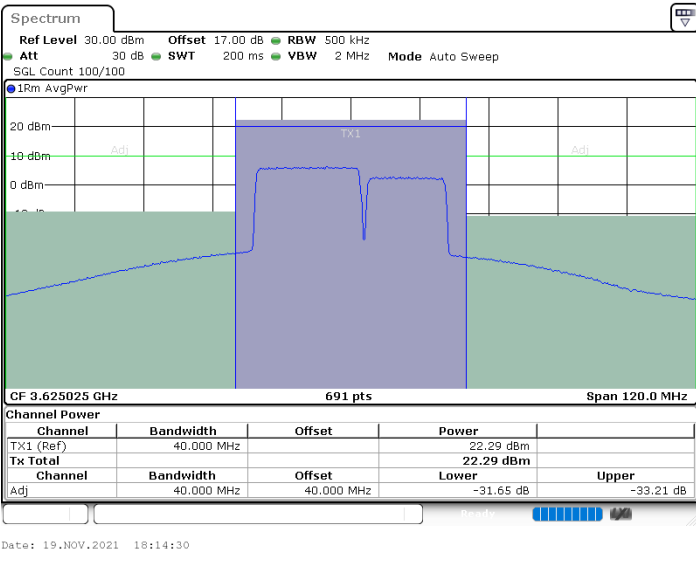 Spectrum
Ref Level 30.00 dBm Offset 17.00 dB RBW 500 kHz
Att 30 dB SWT 200 ms VBW 2 MHz Mode Auto Sweep
SGL Count 100/100
1Rm AvgPwr
20 dBm
TX1
Adj Adj
10 dBm
0 dBm
CF 3.625025 GHz 691 pts Span 120.0 MHz
Channel Power
Channel Bandwidth Offset Power
TX1 (Ref) 40.000 MHz 22.29 dBm
Tx Total 22.29 dBm
Channel Bandwidth Offset Lower Upper
Adj 40.000 MHz 40.000 MHz -31.65 dB -33.21 dB
Ready
Date: 19.NOV.2021 18:14:30